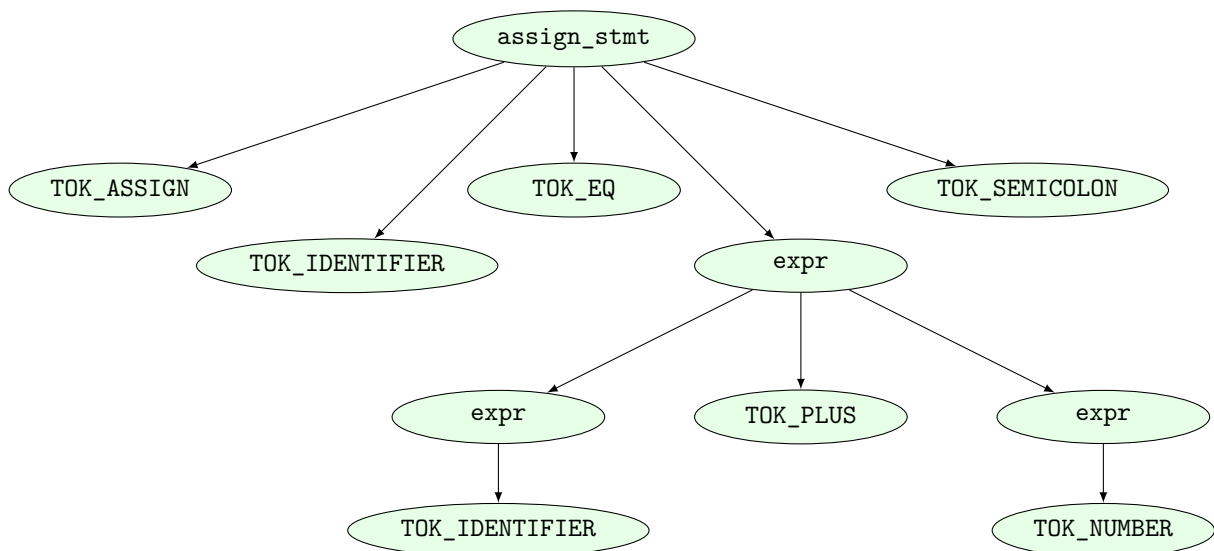 assign_stmt
TOK_ASSIGN
TOK_EQ
TOK_SEMICOLON
TOK_IDENTIFIER
expr
expr
TOK_PLUS
expr
TOK_IDENTIFIER
TOK_NUMBER